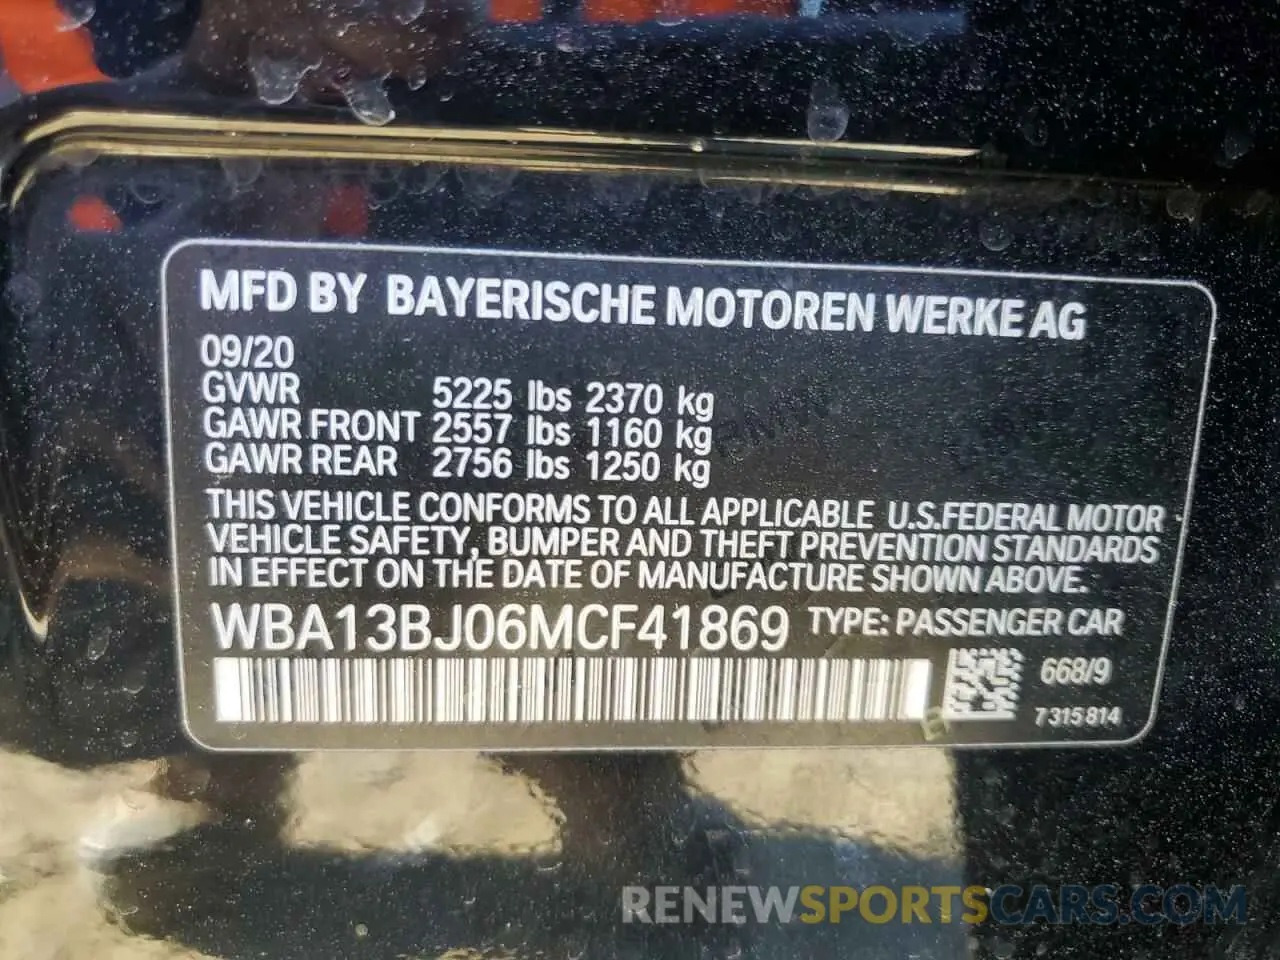 MFD BY BAYERISCHE MOTOREN WERKE AG
09/20
GVWR 5225 lbs 2370 kg
GAWR FRONT 2557 lbs 1160 kg
GAWR REAR 2756 lbs 1250 kg
THIS VEHICLE CONFORMS TO ALL APPLICABLE U.S.FEDERAL MOTOR
VEHICLE SAFETY, BUMPER AND THEFT PREVENTION STANDARDS
IN EFFECT ON THE DATE OF MANUFACTURE SHOWN ABOVE.
WBA13BJ06MCF41869 TYPE: PASSENGER CAR
668/9
7315814
RENEWSPORTSCARS.COM